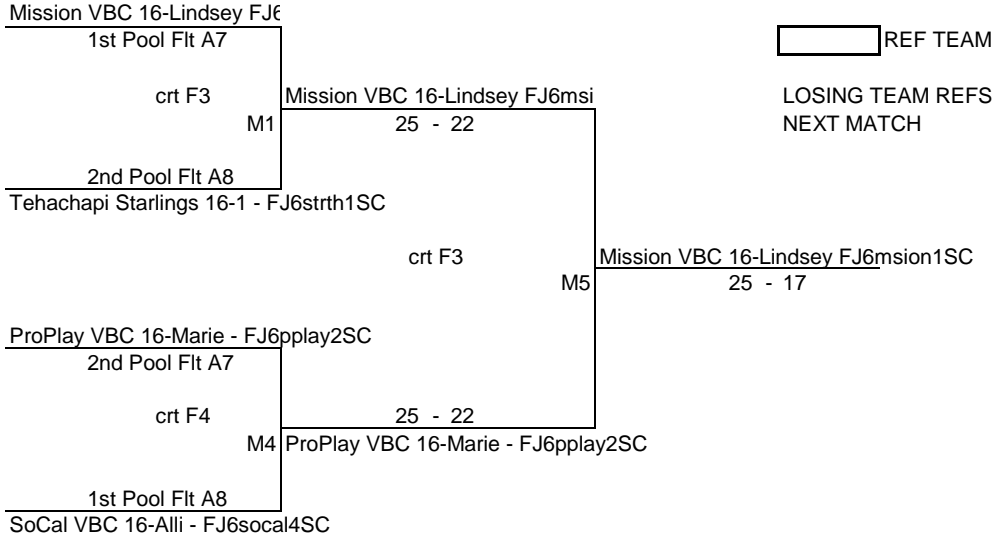 Mission VBC 16-Lindsey FJ6
1st Pool Flt A7
REF TEAM
crt F3
Mission VBC 16-Lindsey FJ6msi
LOSING TEAM REFS
M1
25 - 22
NEXT MATCH
2nd Pool Flt A8
Tehachapi Starlings 16-1 - FJ6strth1SC
crt F3
Mission VBC 16-Lindsey FJ6msion1SC
M5
25 - 17
ProPlay VBC 16-Marie - FJ6pplay2SC
2nd Pool Flt A7
crt F4
25 - 22
M4
ProPlay VBC 16-Marie - FJ6pplay2SC
1st Pool Flt A8
SoCal VBC 16-Alli - FJ6socal4SC